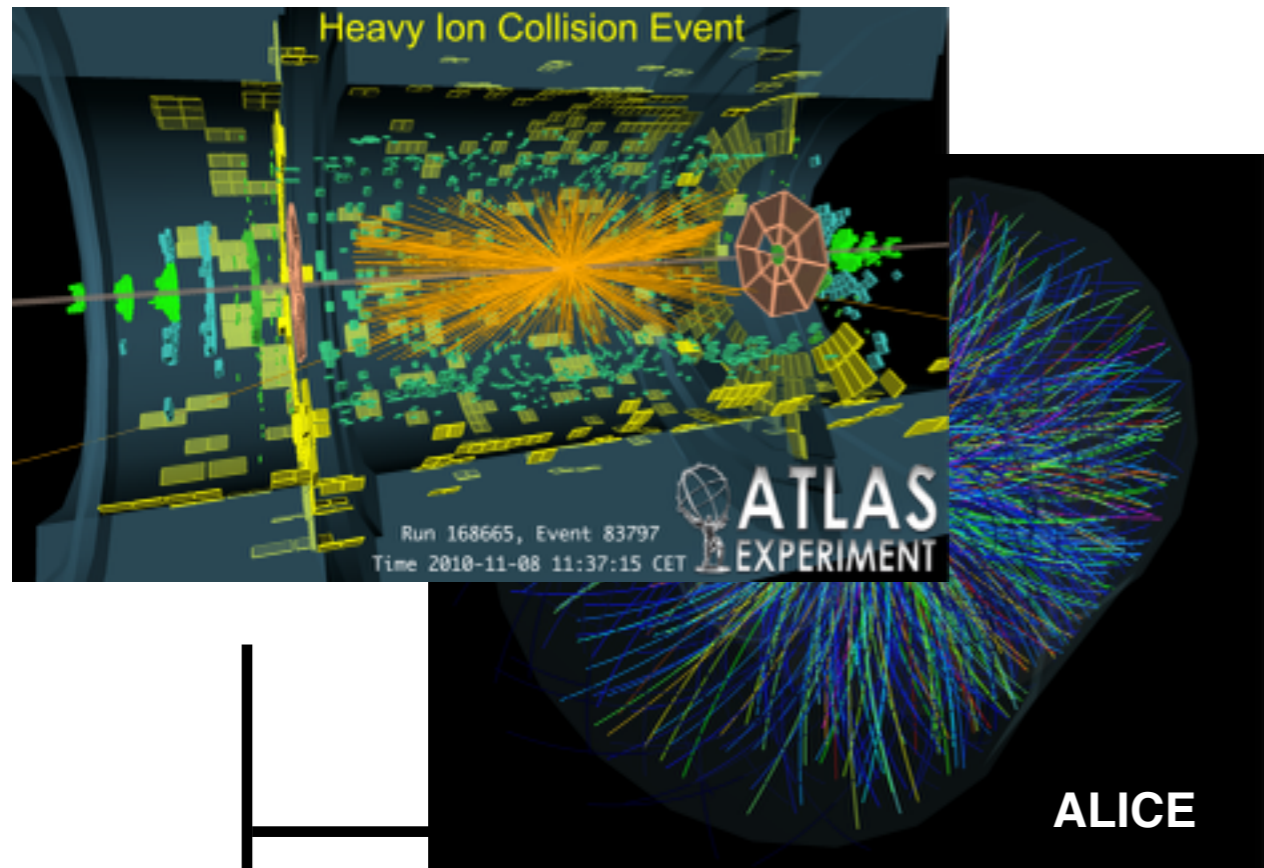 Heavy Ion Collision Event
Run 168665, Event 83797
Time 2010-11-08 11:37:15 CET
ATLAS
EXPERIMENT
ALICE